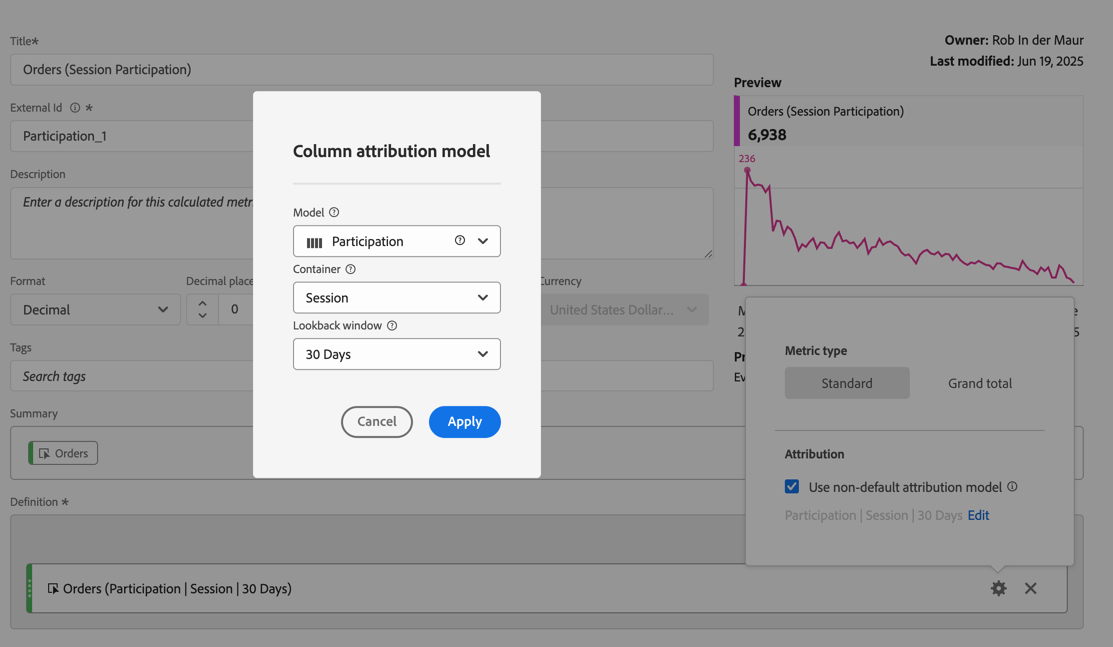 Title*
Orders (Session Participation)
External Id *
Participation_1
Description
Enter a description for this calculated metr
Format
Decimal place
Currency
Decimal
0
United States Dollar...
Tags
Search tags
Summary
Orders
Definition *
Orders (Participation | Session | 30 Days)
Column attribution model
Model
Participation
Container
Session
Lookback window
30 Days
Cancel
Apply
Owner: Rob In der Maur
Last modified: Jun 19, 2025
Preview
Orders (Session Participation)
6,938
236
Metric type
Standard
Grand total
Attribution
Use non-default attribution model
Participation | Session | 30 Days Edit